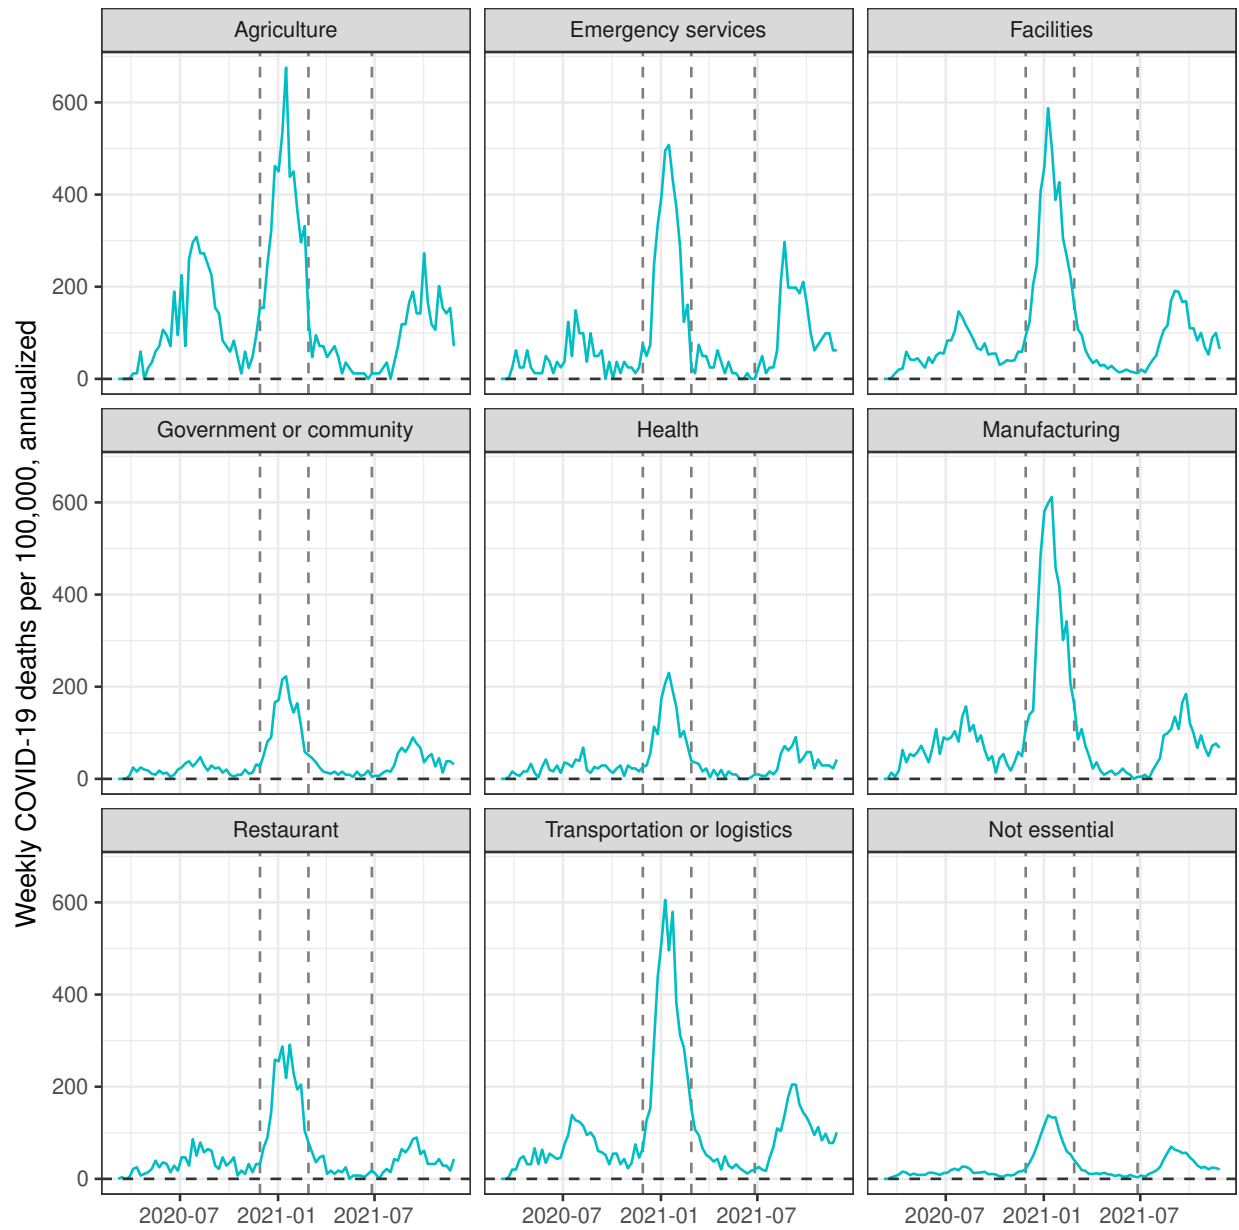 Agriculture Emergency services Facilities
600
400
200
0
Government or community Health Manufacturing
600
400
200
0
Restaurant Transportation or logistics Not essential
600
400
200
0
2020-07 2021-01 2021-07 2020-07 2021-01 2021-07 2020-07 2021-01 2021-07
Weekly COVID-19 deaths per 100,000, annualized